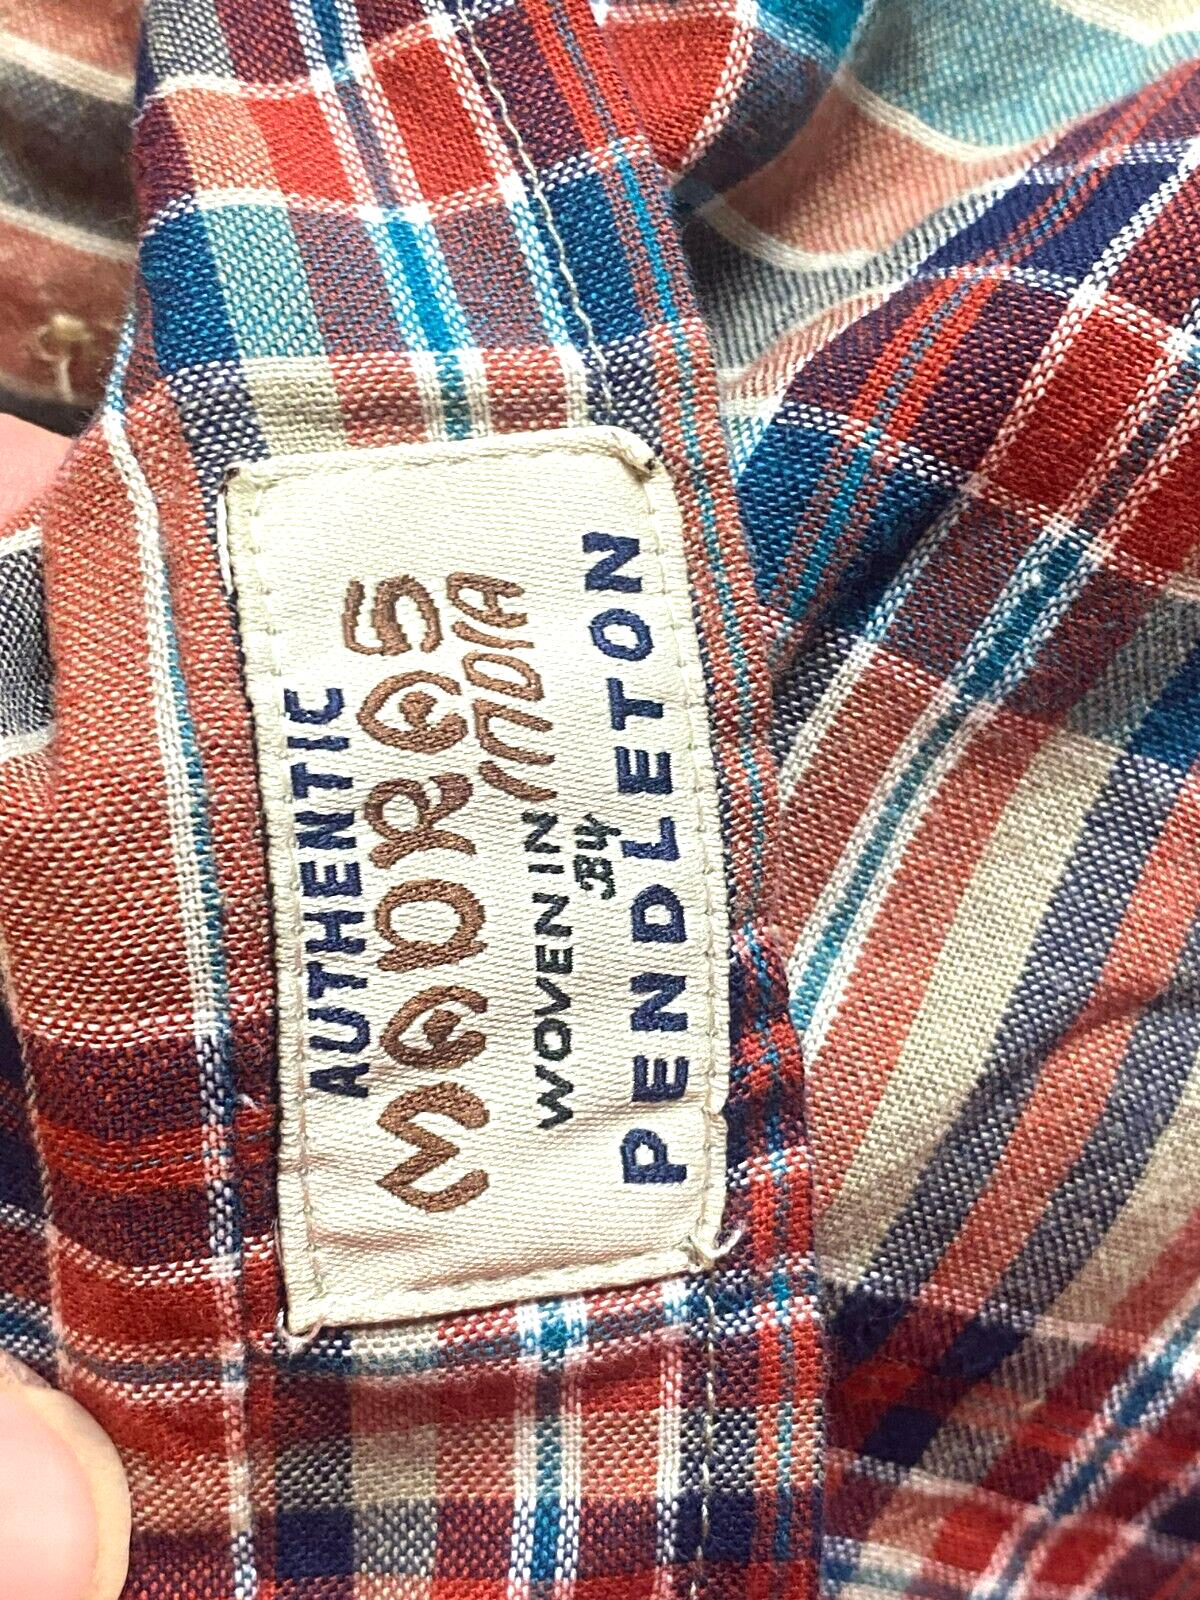 AUTHENTIC
MADRAS
INDIA
WOVEN IN
By
PENDLETON